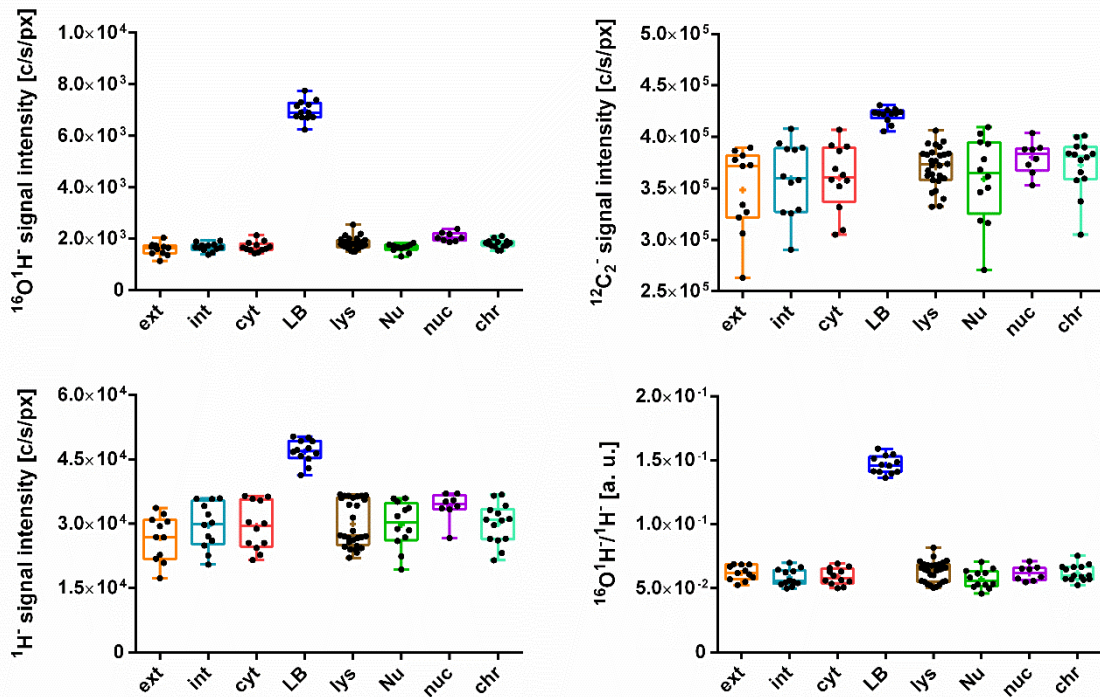 ¹⁶O¹H⁻ signal intensity [c/s/px]
1.0×10⁴
8.0×10³
6.0×10³
4.0×10³
2.0×10³
0
ext int cyt LB lys Nu nuc chr
¹²C₂⁻ signal intensity [c/s/px]
5.0×10⁵
4.5×10⁵
4.0×10⁵
3.5×10⁵
3.0×10⁵
2.5×10⁵
ext int cyt LB lys Nu nuc chr
¹H⁻ signal intensity [c/s/px]
6.0×10⁴
4.5×10⁴
3.0×10⁴
1.5×10⁴
0
ext int cyt LB lys Nu nuc chr
¹⁶O¹H⁻/¹H⁻ [a. u.]
2.0×10⁻¹
1.5×10⁻¹
1.0×10⁻¹
5.0×10⁻²
0
ext int cyt LB lys Nu nuc chr